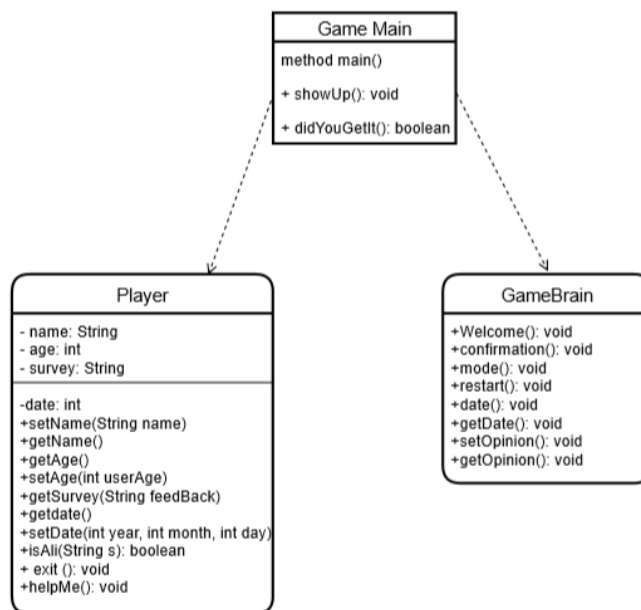 Game Main
method main()
+ showUp(): void
+ didYouGetIt(): boolean
Player
- name: String
- age: int
- survey: String
-date: int
+setName(String name)
+getName()
+getAge()
+setAge(int userAge)
+getSurvey(String feedBack)
+getdate()
+setDate(int year, int month, int day)
+isAli(String s): boolean
+ exit (): void
+helpMe(): void
GameBrain
+Welcome(): void
+confirmation(): void
+mode(): void
+restart(): void
+date(): void
+getDate(): void
+setOpinion(): void
+getOpinion(): void